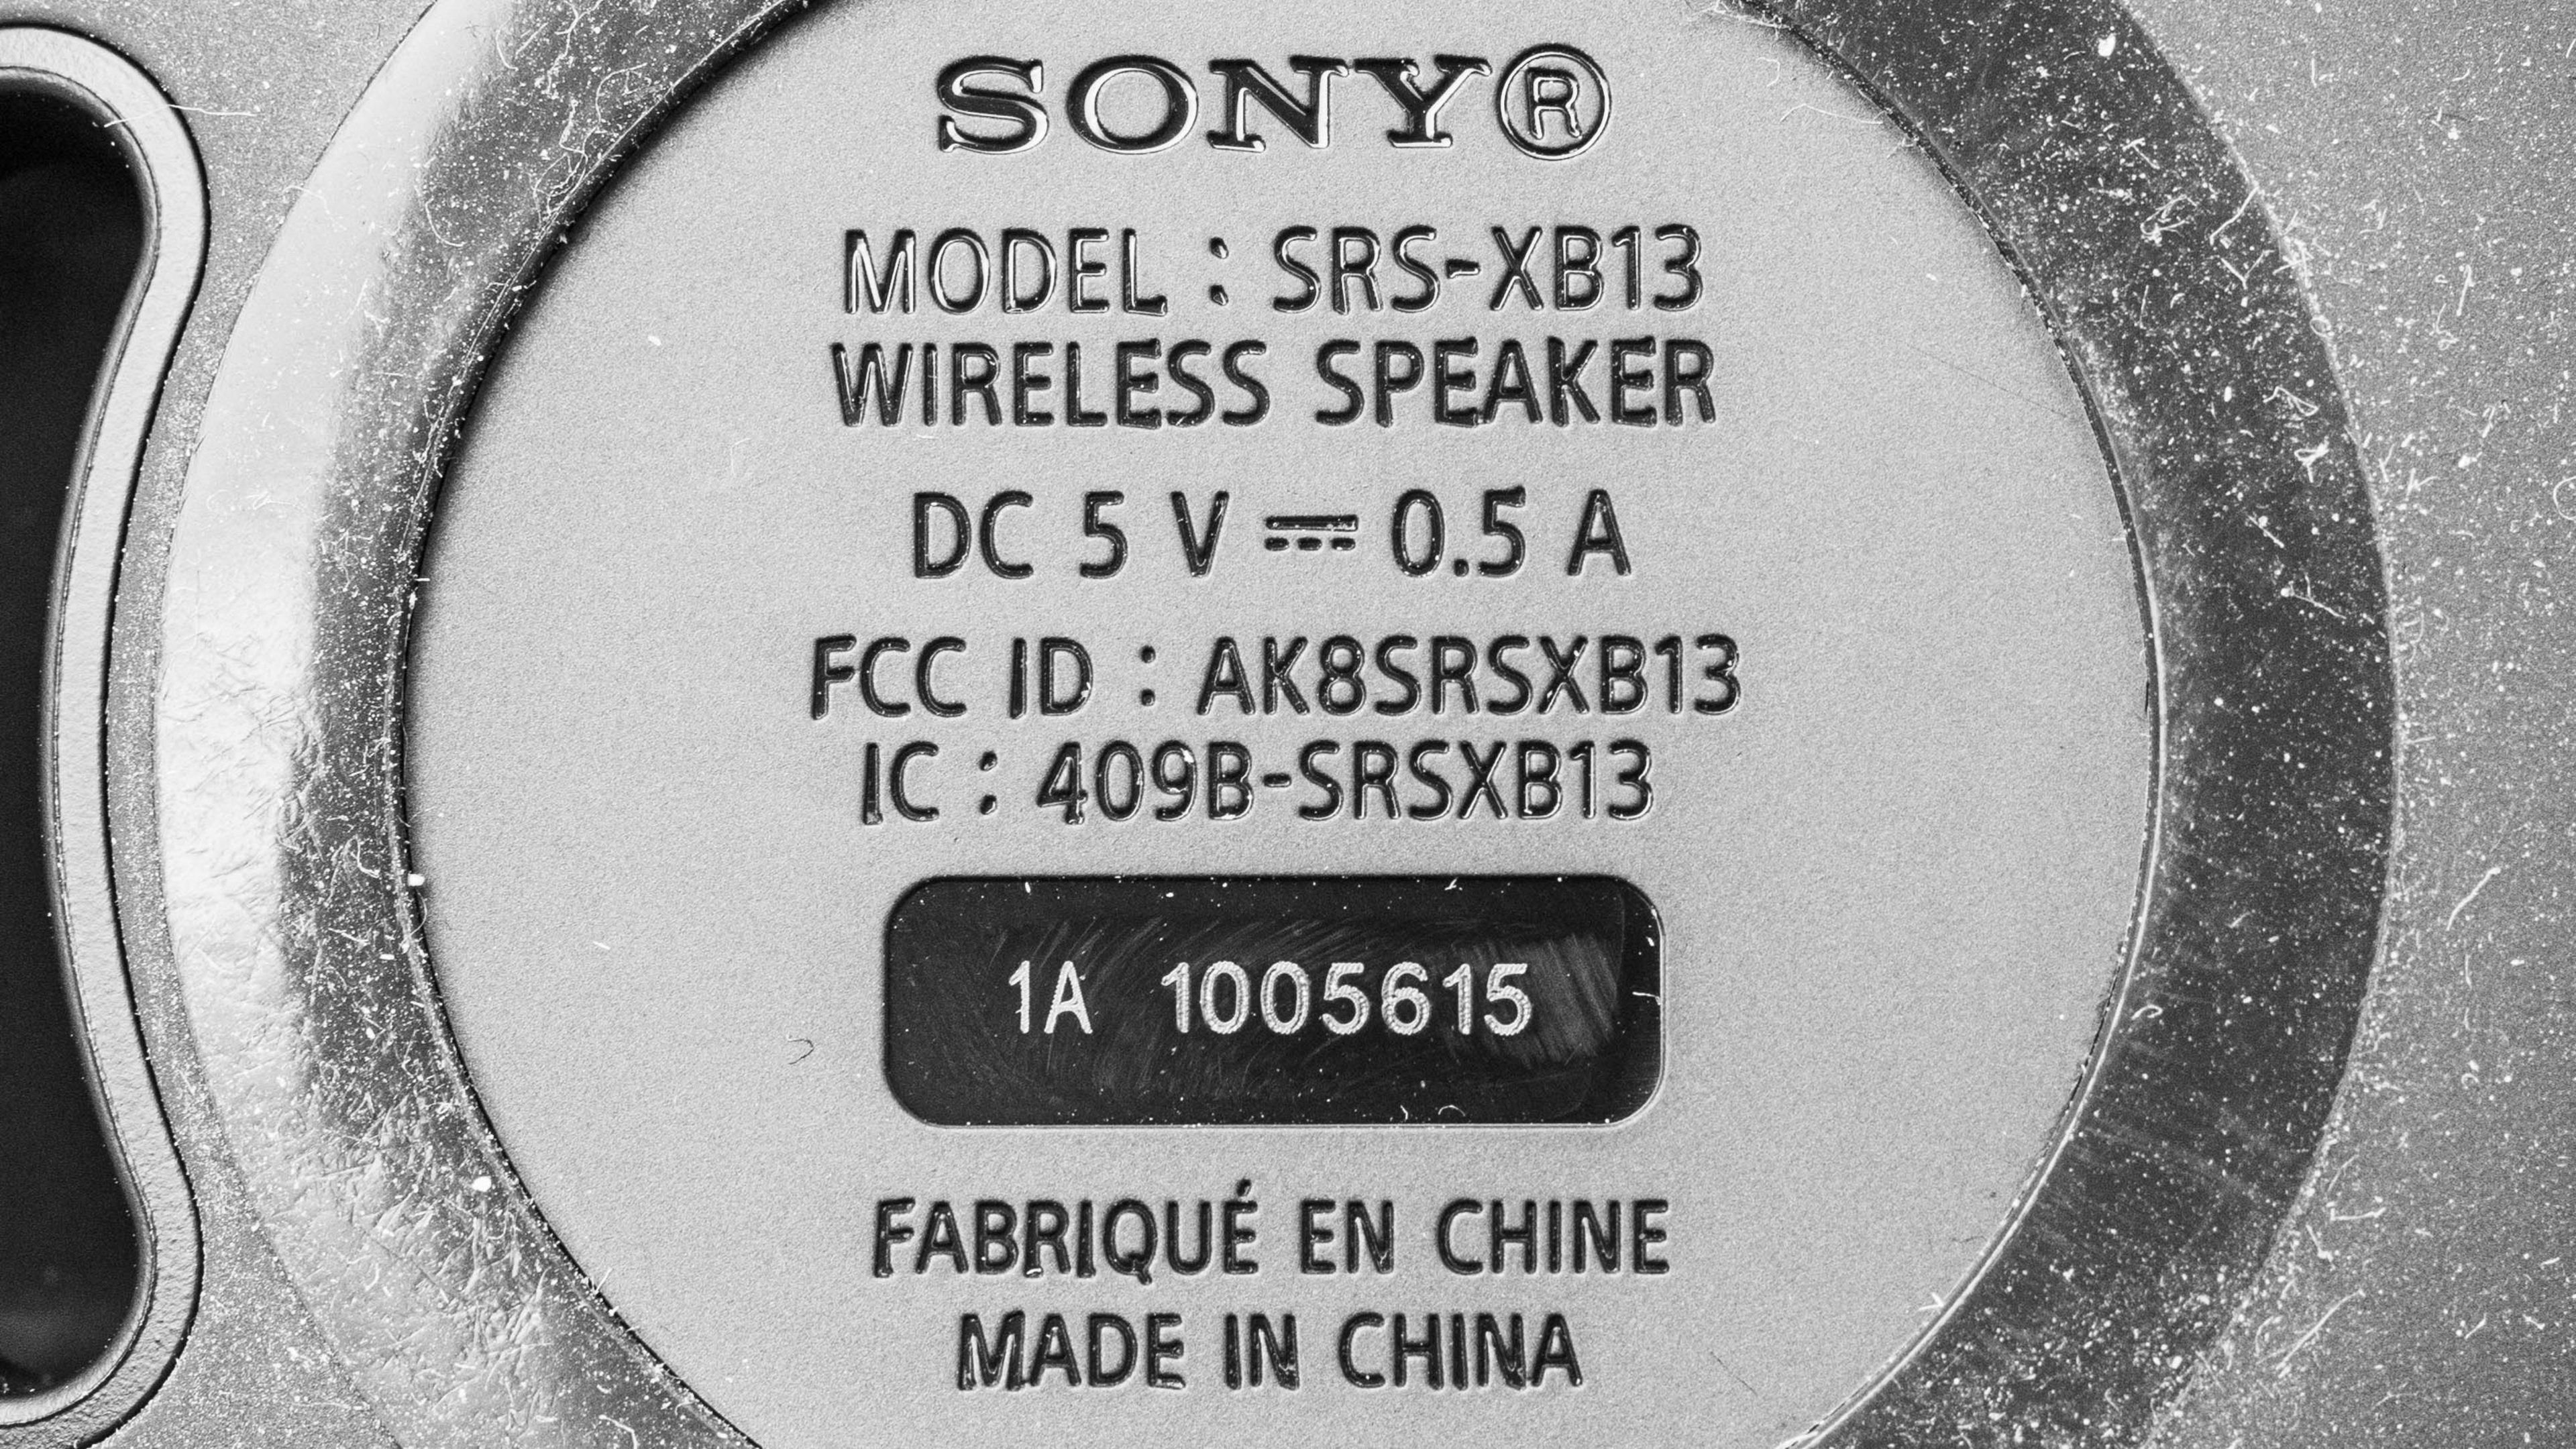 SONY®
MODEL : SRS-XB13
WIRELESS SPEAKER
DC 5 V ⎓ 0.5 A
FCC ID : AK8SRSXB13
IC : 409B-SRSXB13
1A 1005615
FABRIQUÉ EN CHINE
MADE IN CHINA